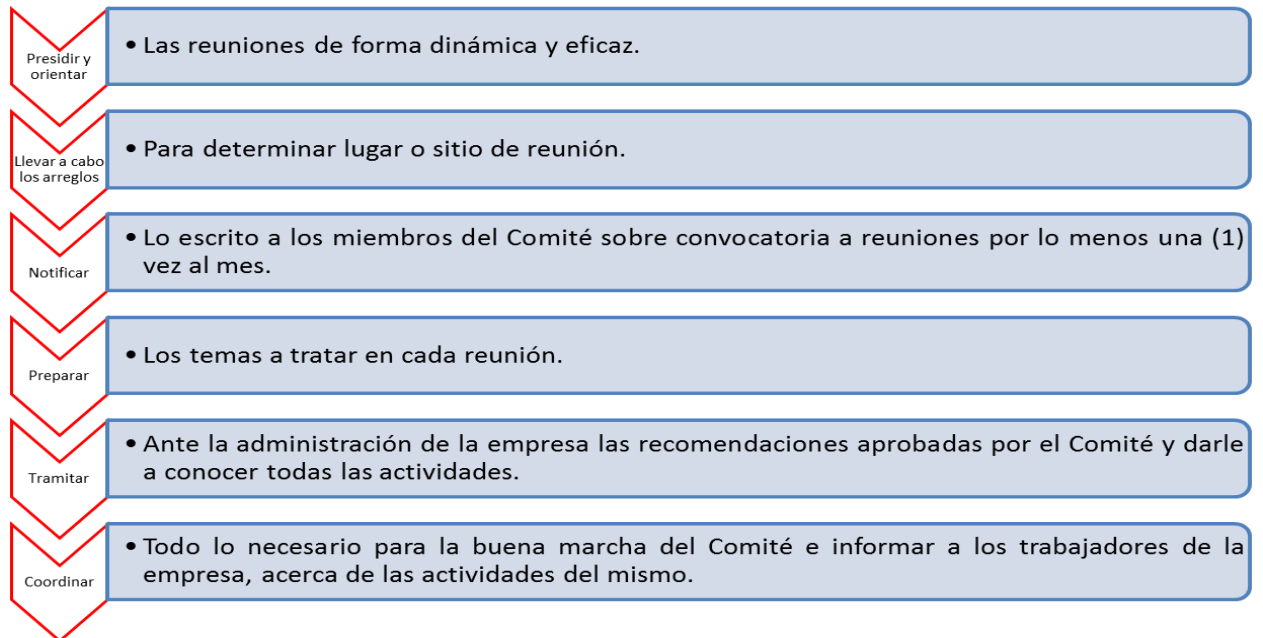 Presidir y
orientar
• Las reuniones de forma dinámica y eficaz.
Llevar a cabo
los arreglos
• Para determinar lugar o sitio de reunión.
Notificar
• Lo escrito a los miembros del Comité sobre convocatoria a reuniones por lo menos una (1)
vez al mes.
Preparar
• Los temas a tratar en cada reunión.
Tramitar
• Ante la administración de la empresa las recomendaciones aprobadas por el Comité y darle
a conocer todas las actividades.
Coordinar
• Todo lo necesario para la buena marcha del Comité e informar a los trabajadores de la
empresa, acerca de las actividades del mismo.